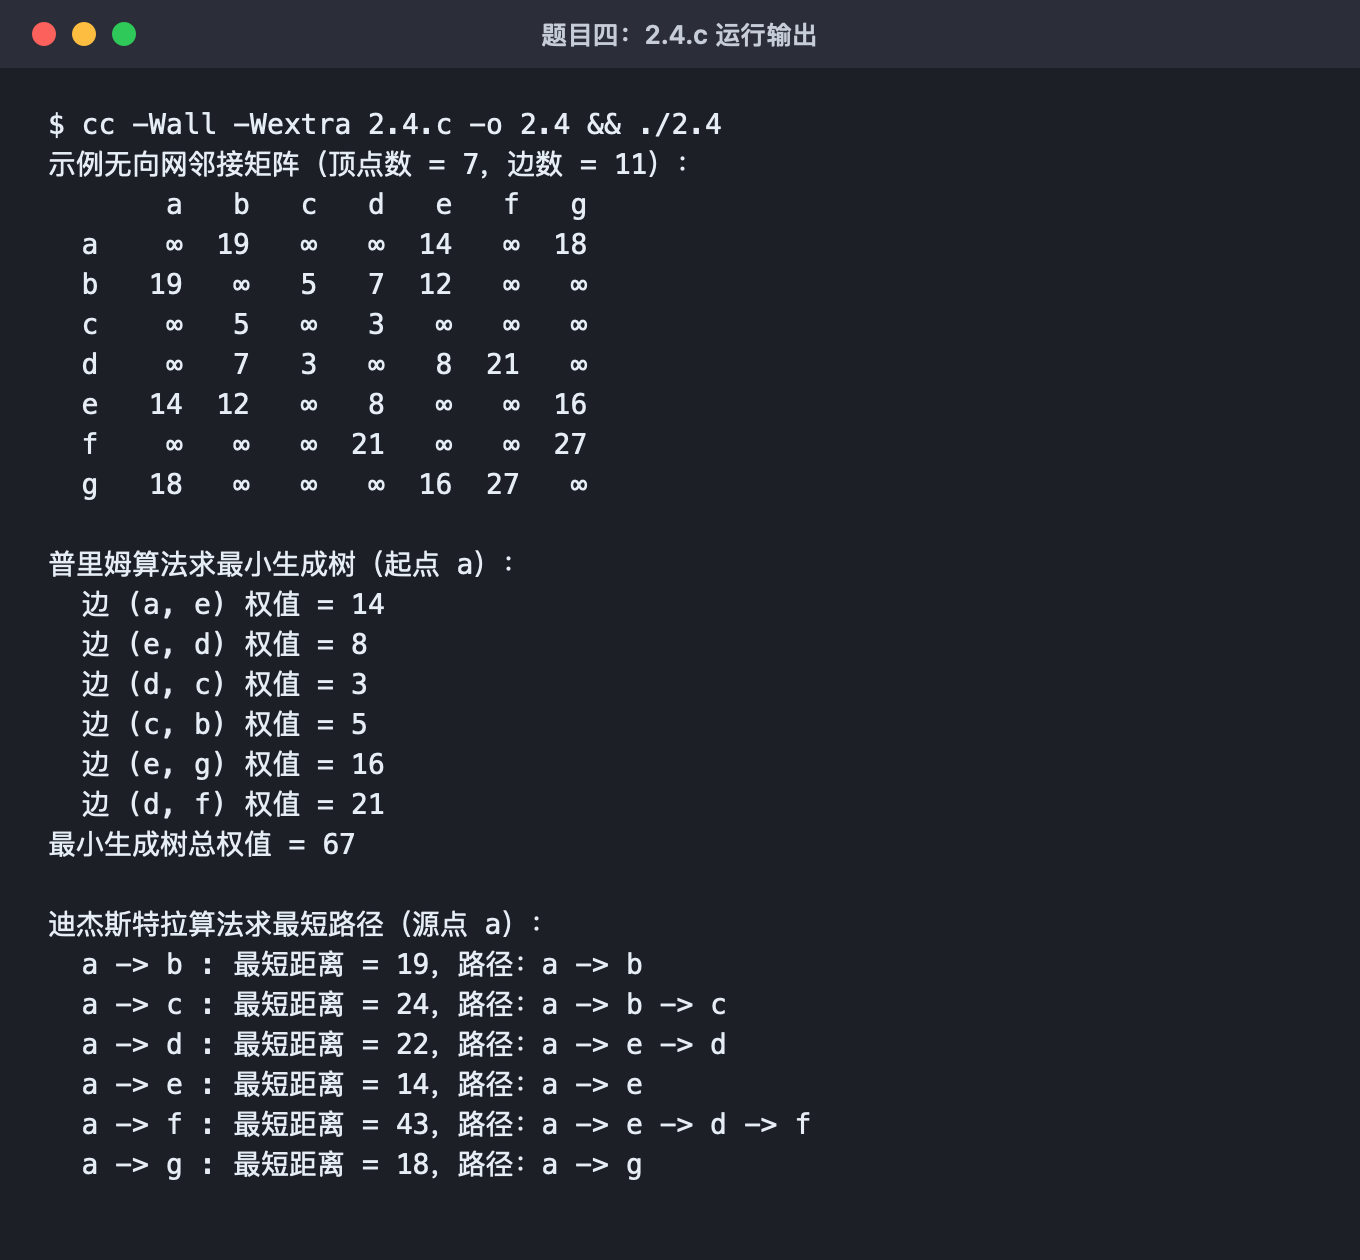 题目四：2.4.c 运行输出
$ cc -Wall -Wextra 2.4.c -o 2.4 && ./2.4
示例无向网邻接矩阵（顶点数 = 7，边数 = 11）：
a b c d e f g
a ∞ 19 ∞ ∞ 14 ∞ 18
b 19 ∞ 5 7 12 ∞ ∞
c ∞ 5 ∞ 3 ∞ ∞ ∞
d ∞ 7 3 ∞ 8 21 ∞
e 14 12 ∞ 8 ∞ ∞ 16
f ∞ ∞ ∞ 21 ∞ ∞ 27
g 18 ∞ ∞ ∞ 16 27 ∞
普里姆算法求最小生成树（起点 a）：
边 (a, e) 权值 = 14
边 (e, d) 权值 = 8
边 (d, c) 权值 = 3
边 (c, b) 权值 = 5
边 (e, g) 权值 = 16
边 (d, f) 权值 = 21
最小生成树总权值 = 67
迪杰斯特拉算法求最短路径（源点 a）：
a -> b : 最短距离 = 19，路径：a -> b
a -> c : 最短距离 = 24，路径：a -> b -> c
a -> d : 最短距离 = 22，路径：a -> e -> d
a -> e : 最短距离 = 14，路径：a -> e
a -> f : 最短距离 = 43，路径：a -> e -> d -> f
a -> g : 最短距离 = 18，路径：a -> g